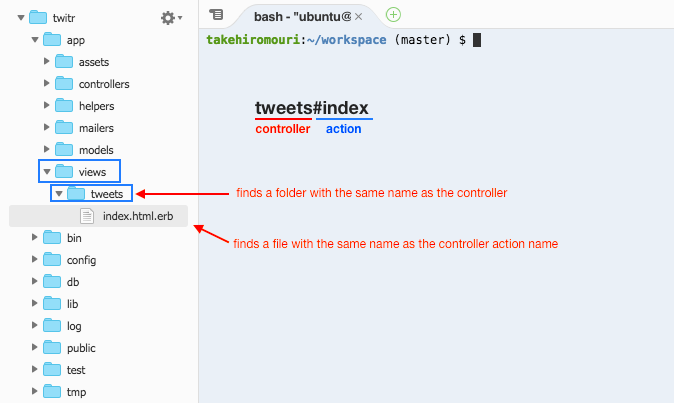 twitr
bash - "ubuntu@
app
takehiromouri:~/workspace (master) $
assets
controllers
helpers
tweets#index
mailers
controller action
models
views
tweets
finds a folder with the same name as the controller
index.html.erb
bin
finds a file with the same name as the controller action name
config
db
lib
log
public
test
tmp